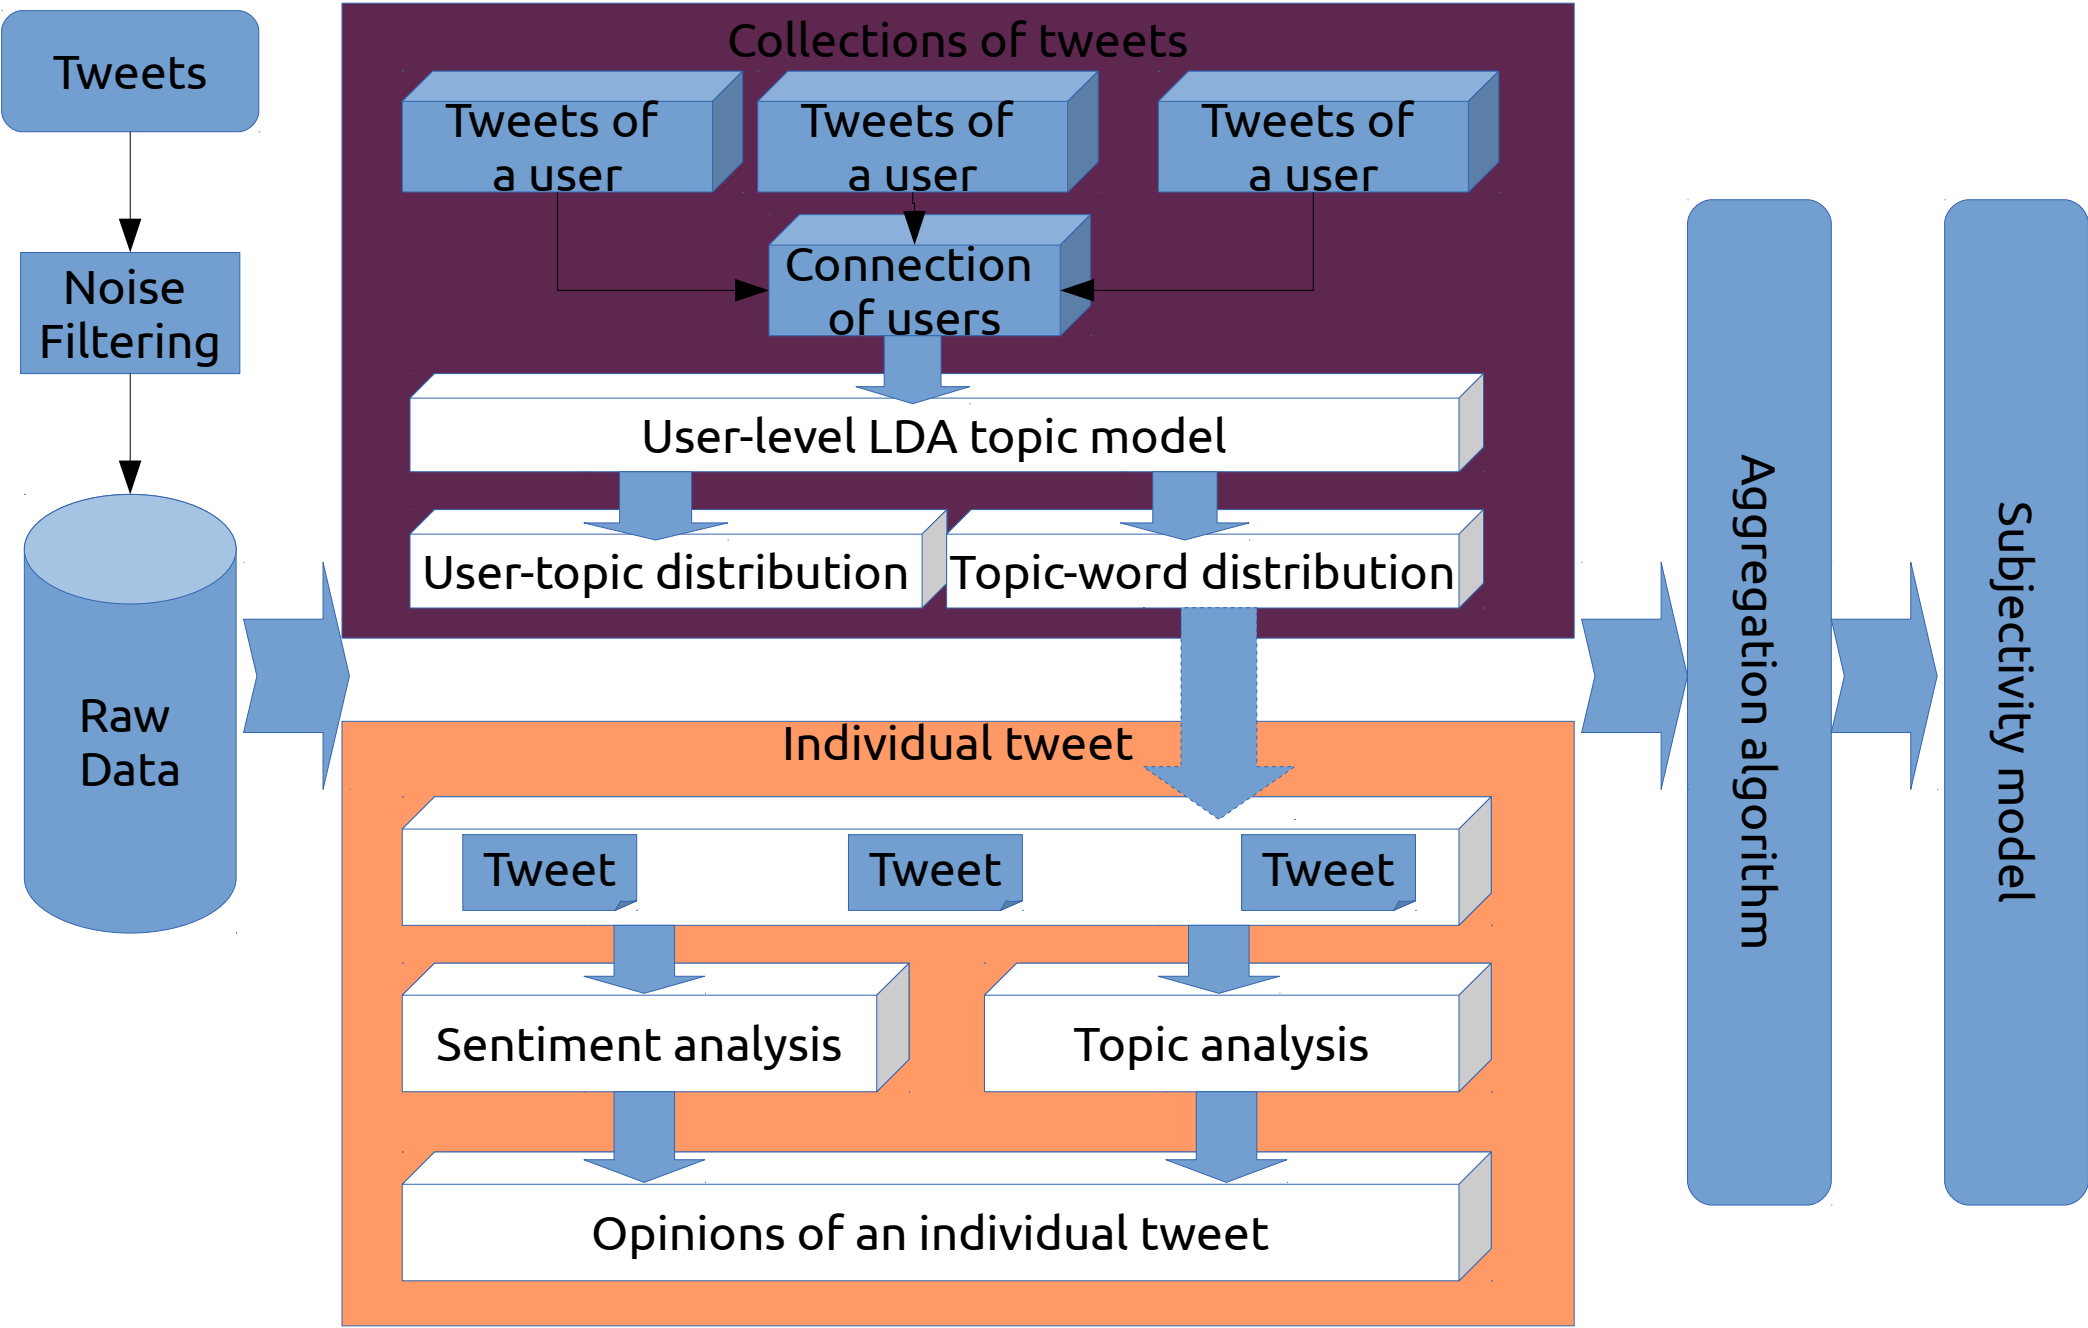 Tweets
Noise
Filtering
Raw
Data
Collections of tweets
Tweets of
a user
Tweets of
a user
Tweets of
a user
Connection
of users
User-level LDA topic model
User-topic distribution
Topic-word distribution
Individual tweet
Tweet
Tweet
Tweet
Sentiment analysis
Topic analysis
Opinions of an individual tweet
Aggregation algorithm
Subjectivity model